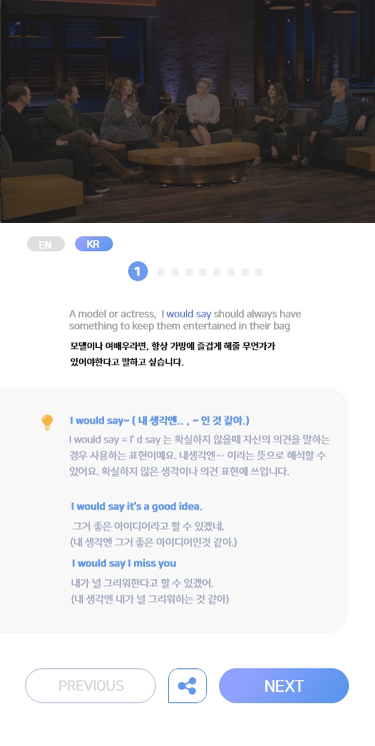 EN
KR
1
A model or actress, I would say should always have
something to keep them entertained in their bag
모델이나 여배우라면, 항상 가방에 즐겁게 해줄 무언가가
있어야한다고 말하고 싶습니다.
I would say~ ( 내 생각엔.. , ~ 인 것 같아.)
I would say = I' d say 는 확실하지 않을때 자신의 의견을 말하는
경우 사용하는 표현이예요. 내생각엔… 이라는 뜻으로 해석할 수
있어요. 확실하지 않은 생각이나 의견 표현에 쓰입니다.
I would say it's a good idea.
그거 좋은 아이디어라고 할 수 있겠네.
(내 생각엔 그거 좋은 아이디어인것 같아.)
I would say I miss you
내가 널 그리워한다고 할 수 있겠어.
(내 생각엔 내가 널 그리워하는 것 같아)
PREVIOUS
NEXT